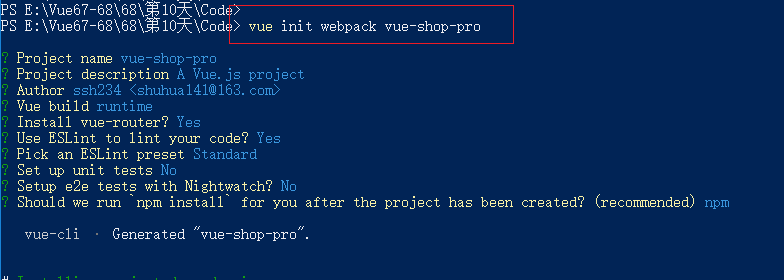 PS E:\Vue67-68\68\第10天\Code>
PS E:\Vue67-68\68\第10天\Code> vue init webpack vue-shop-pro
? Project name vue-shop-pro
? Project description A Vue.js project
? Author ssh234 <shuhua141@163.com>
? Vue build runtime
? Install vue-router? Yes
? Use ESLint to lint your code? Yes
? Pick an ESLint preset Standard
? Set up unit tests No
? Setup e2e tests with Nightwatch? No
? Should we run `npm install` for you after the project has been created? (recommended) npm
vue-cli · Generated "vue-shop-pro".